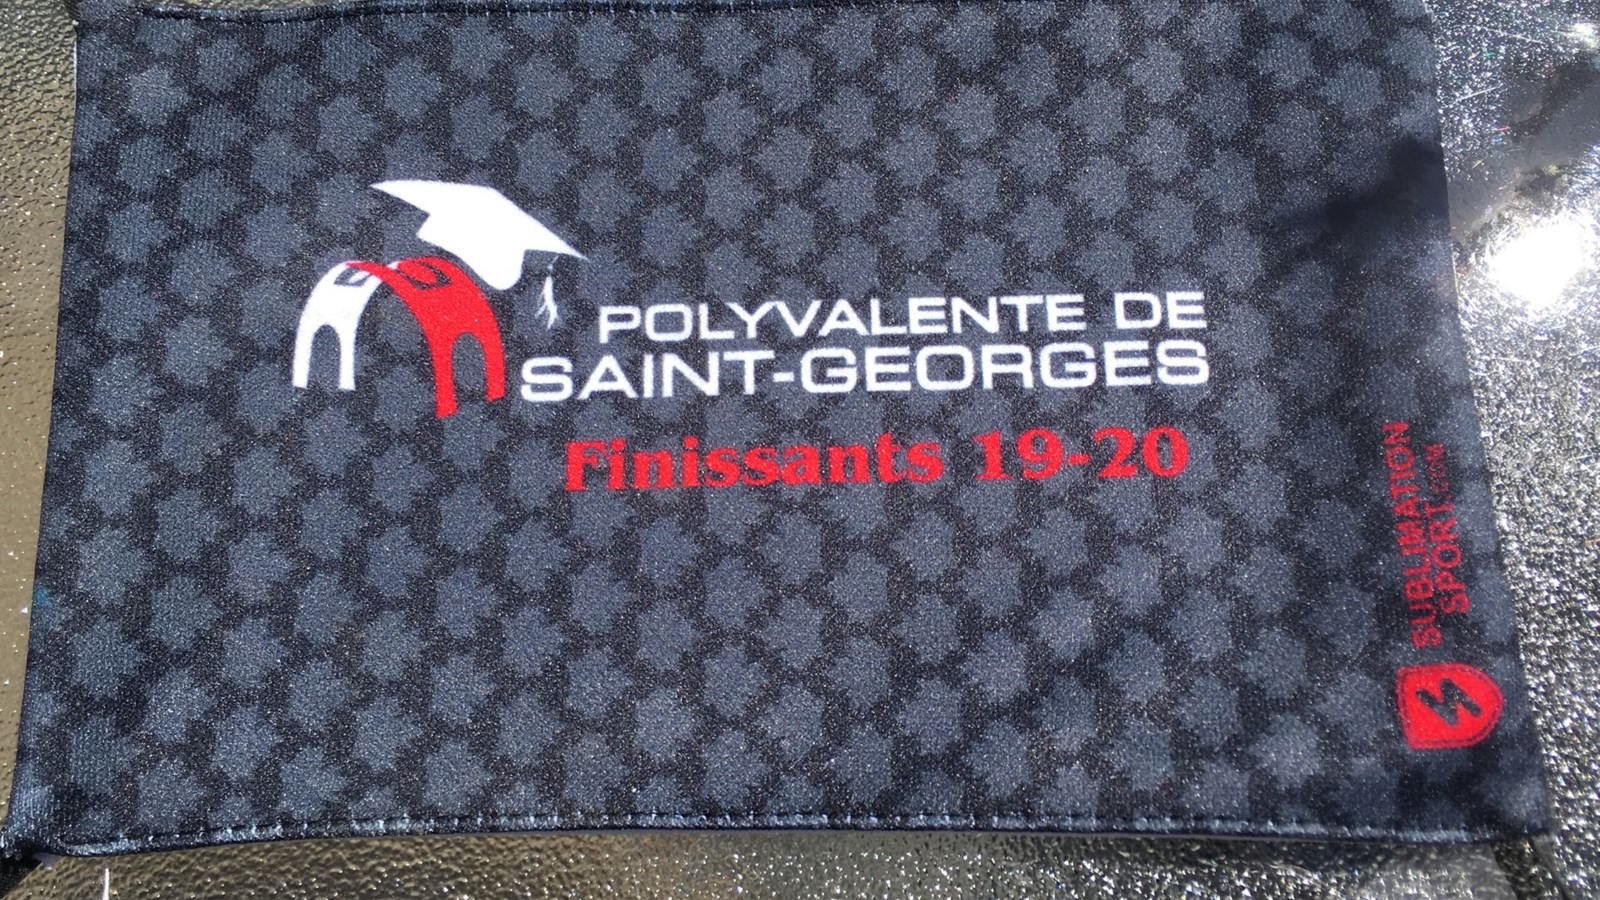 POLYVALENTE DE
SAINT-GEORGES
Finissants 19-20
SUBLIMATION
SPORT.com